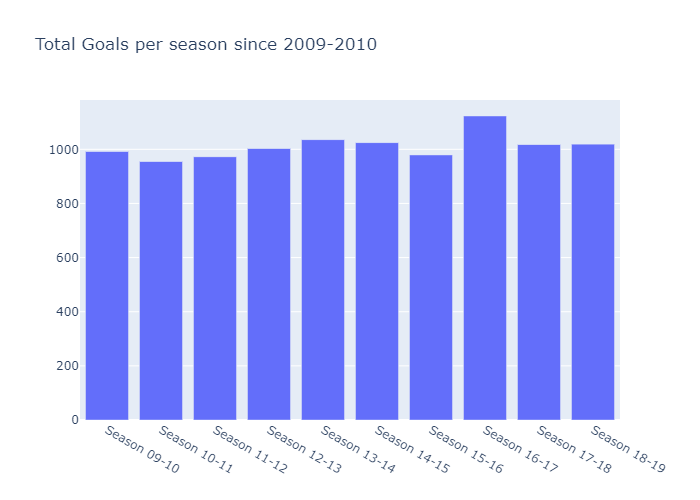 Total Goals per season since 2009-2010
1000
800
600
400
200
0
Season 09-10
Season 10-11
Season 11-12
Season 12-13
Season 13-14
Season 14-15
Season 15-16
Season 16-17
Season 17-18
Season 18-19